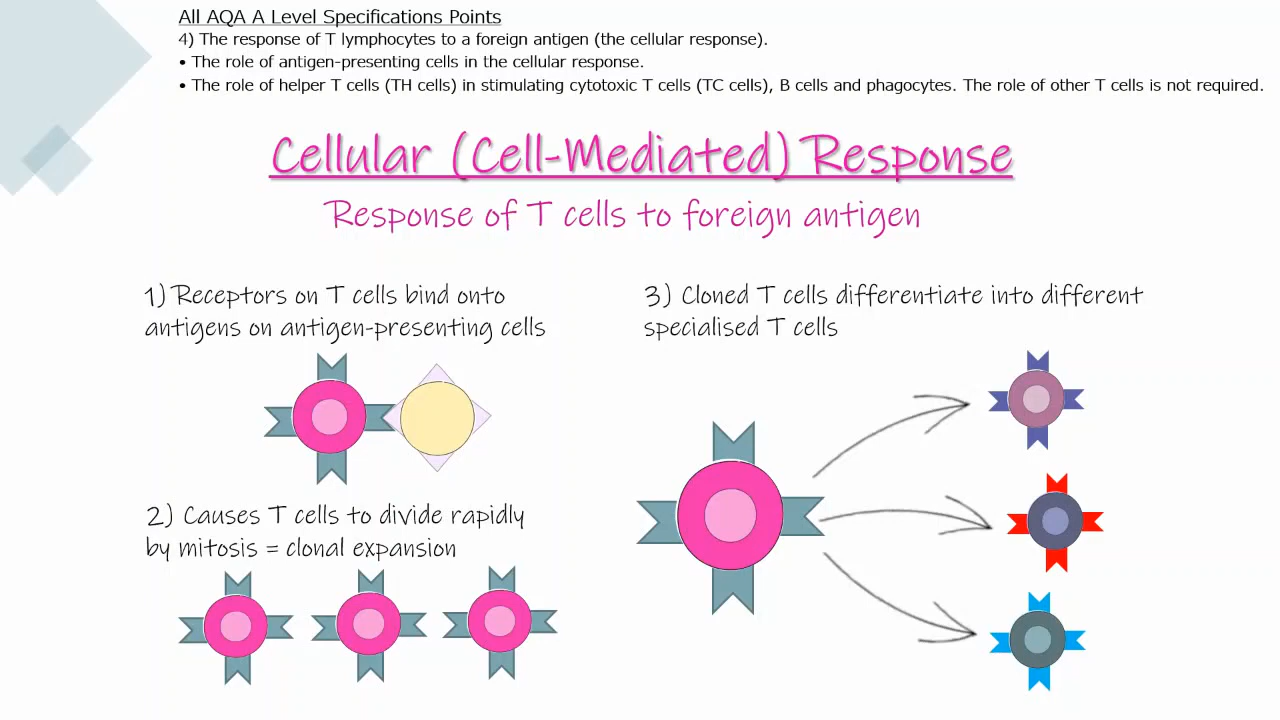 All AQA A Level Specifications Points
4) The response of T lymphocytes to a foreign antigen (the cellular response).
• The role of antigen-presenting cells in the cellular response.
• The role of helper T cells (TH cells) in stimulating cytotoxic T cells (TC cells), B cells and phagocytes. The role of other T cells is not required.
Cellular (Cell-Mediated) Response
Response of T cells to foreign antigen
1) Receptors on T cells bind onto
antigens on antigen-presenting cells
2) Causes T cells to divide rapidly
by mitosis = clonal expansion
3) Cloned T cells differentiate into different
specialised T cells